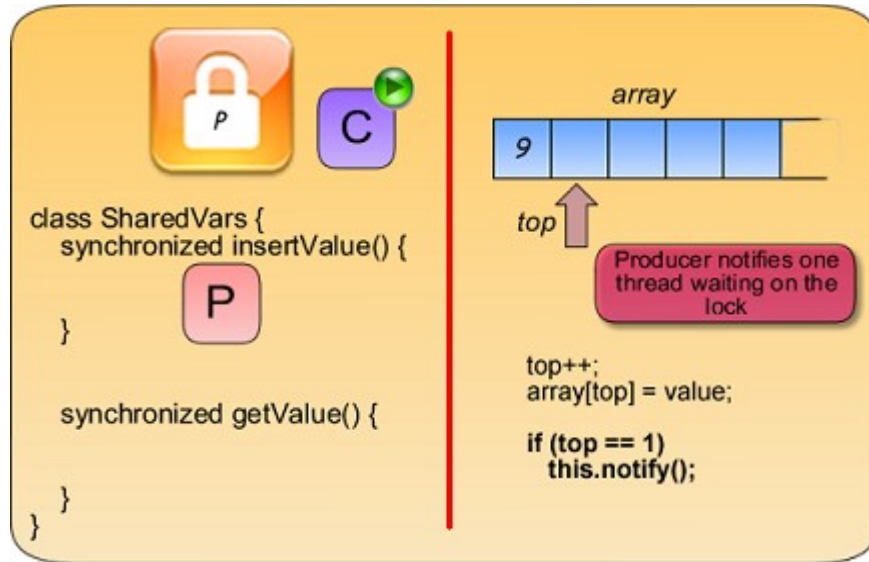 P
C
class SharedVars {
synchronized insertValue() {
P
}
synchronized getValue() {
}
}
array
9
top
Producer notifies one
thread waiting on the
lock
top++;
array[top] = value;
if (top == 1)
this.notify();